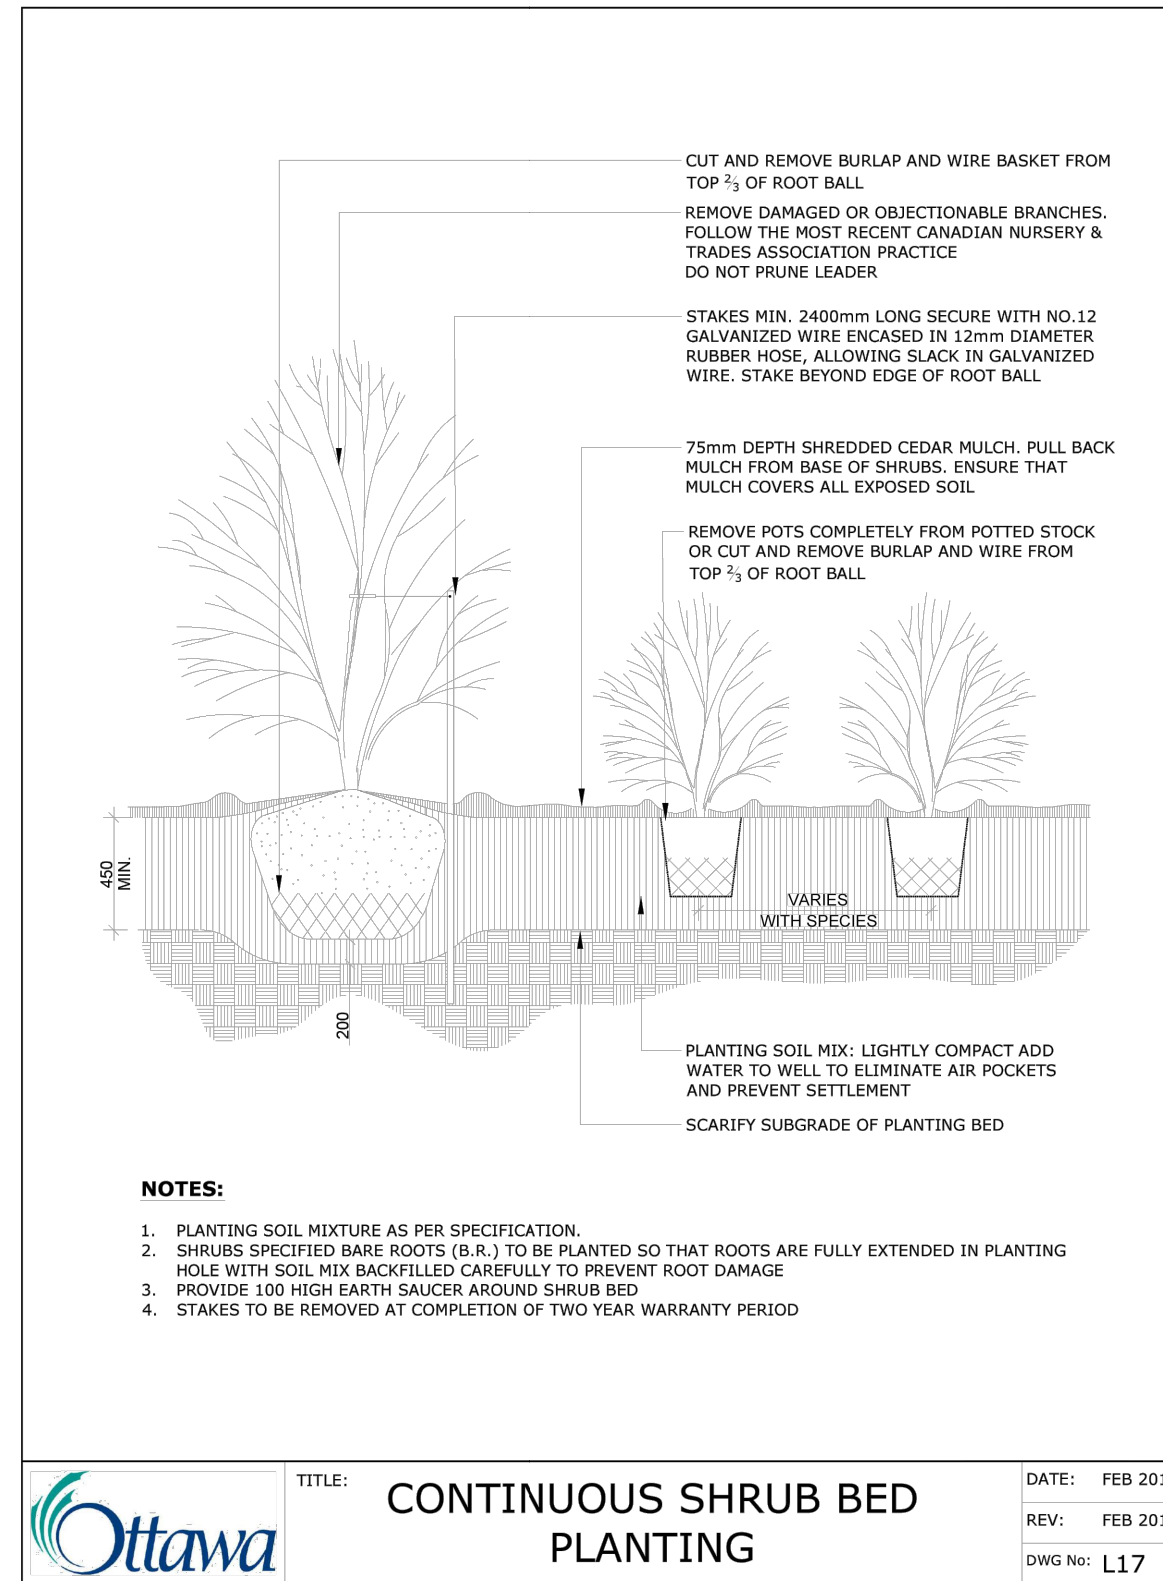 CUT AND REMOVE BURLAP AND WIRE BASKET FROM
TOP ⅔ OF ROOT BALL
REMOVE DAMAGED OR OBJECTIONABLE BRANCHES.
FOLLOW THE MOST RECENT CANADIAN NURSERY &
TRADES ASSOCIATION PRACTICE
DO NOT PRUNE LEADER
STAKES MIN. 2400mm LONG SECURE WITH NO.12
GALVANIZED WIRE ENCASED IN 12mm DIAMETER
RUBBER HOSE, ALLOWING SLACK IN GALVANIZED
WIRE. STAKE BEYOND EDGE OF ROOT BALL
75mm DEPTH SHREDDED CEDAR MULCH. PULL BACK
MULCH FROM BASE OF SHRUBS. ENSURE THAT
MULCH COVERS ALL EXPOSED SOIL
REMOVE POTS COMPLETELY FROM POTTED STOCK
OR CUT AND REMOVE BURLAP AND WIRE FROM
TOP ⅔ OF ROOT BALL
450
MIN.
VARIES
WITH SPECIES
200
PLANTING SOIL MIX: LIGHTLY COMPACT ADD
WATER TO WELL TO ELIMINATE AIR POCKETS
AND PREVENT SETTLEMENT
SCARIFY SUBGRADE OF PLANTING BED
NOTES:
1. PLANTING SOIL MIXTURE AS PER SPECIFICATION.
2. SHRUBS SPECIFIED BARE ROOTS (B.R.) TO BE PLANTED SO THAT ROOTS ARE FULLY EXTENDED IN PLANTING
HOLE WITH SOIL MIX BACKFILLED CAREFULLY TO PREVENT ROOT DAMAGE
3. PROVIDE 100 HIGH EARTH SAUCER AROUND SHRUB BED
4. STAKES TO BE REMOVED AT COMPLETION OF TWO YEAR WARRANTY PERIOD
Ottawa
TITLE:
CONTINUOUS SHRUB BED
PLANTING
DATE: FEB
REV: FEB
DWG No: L17